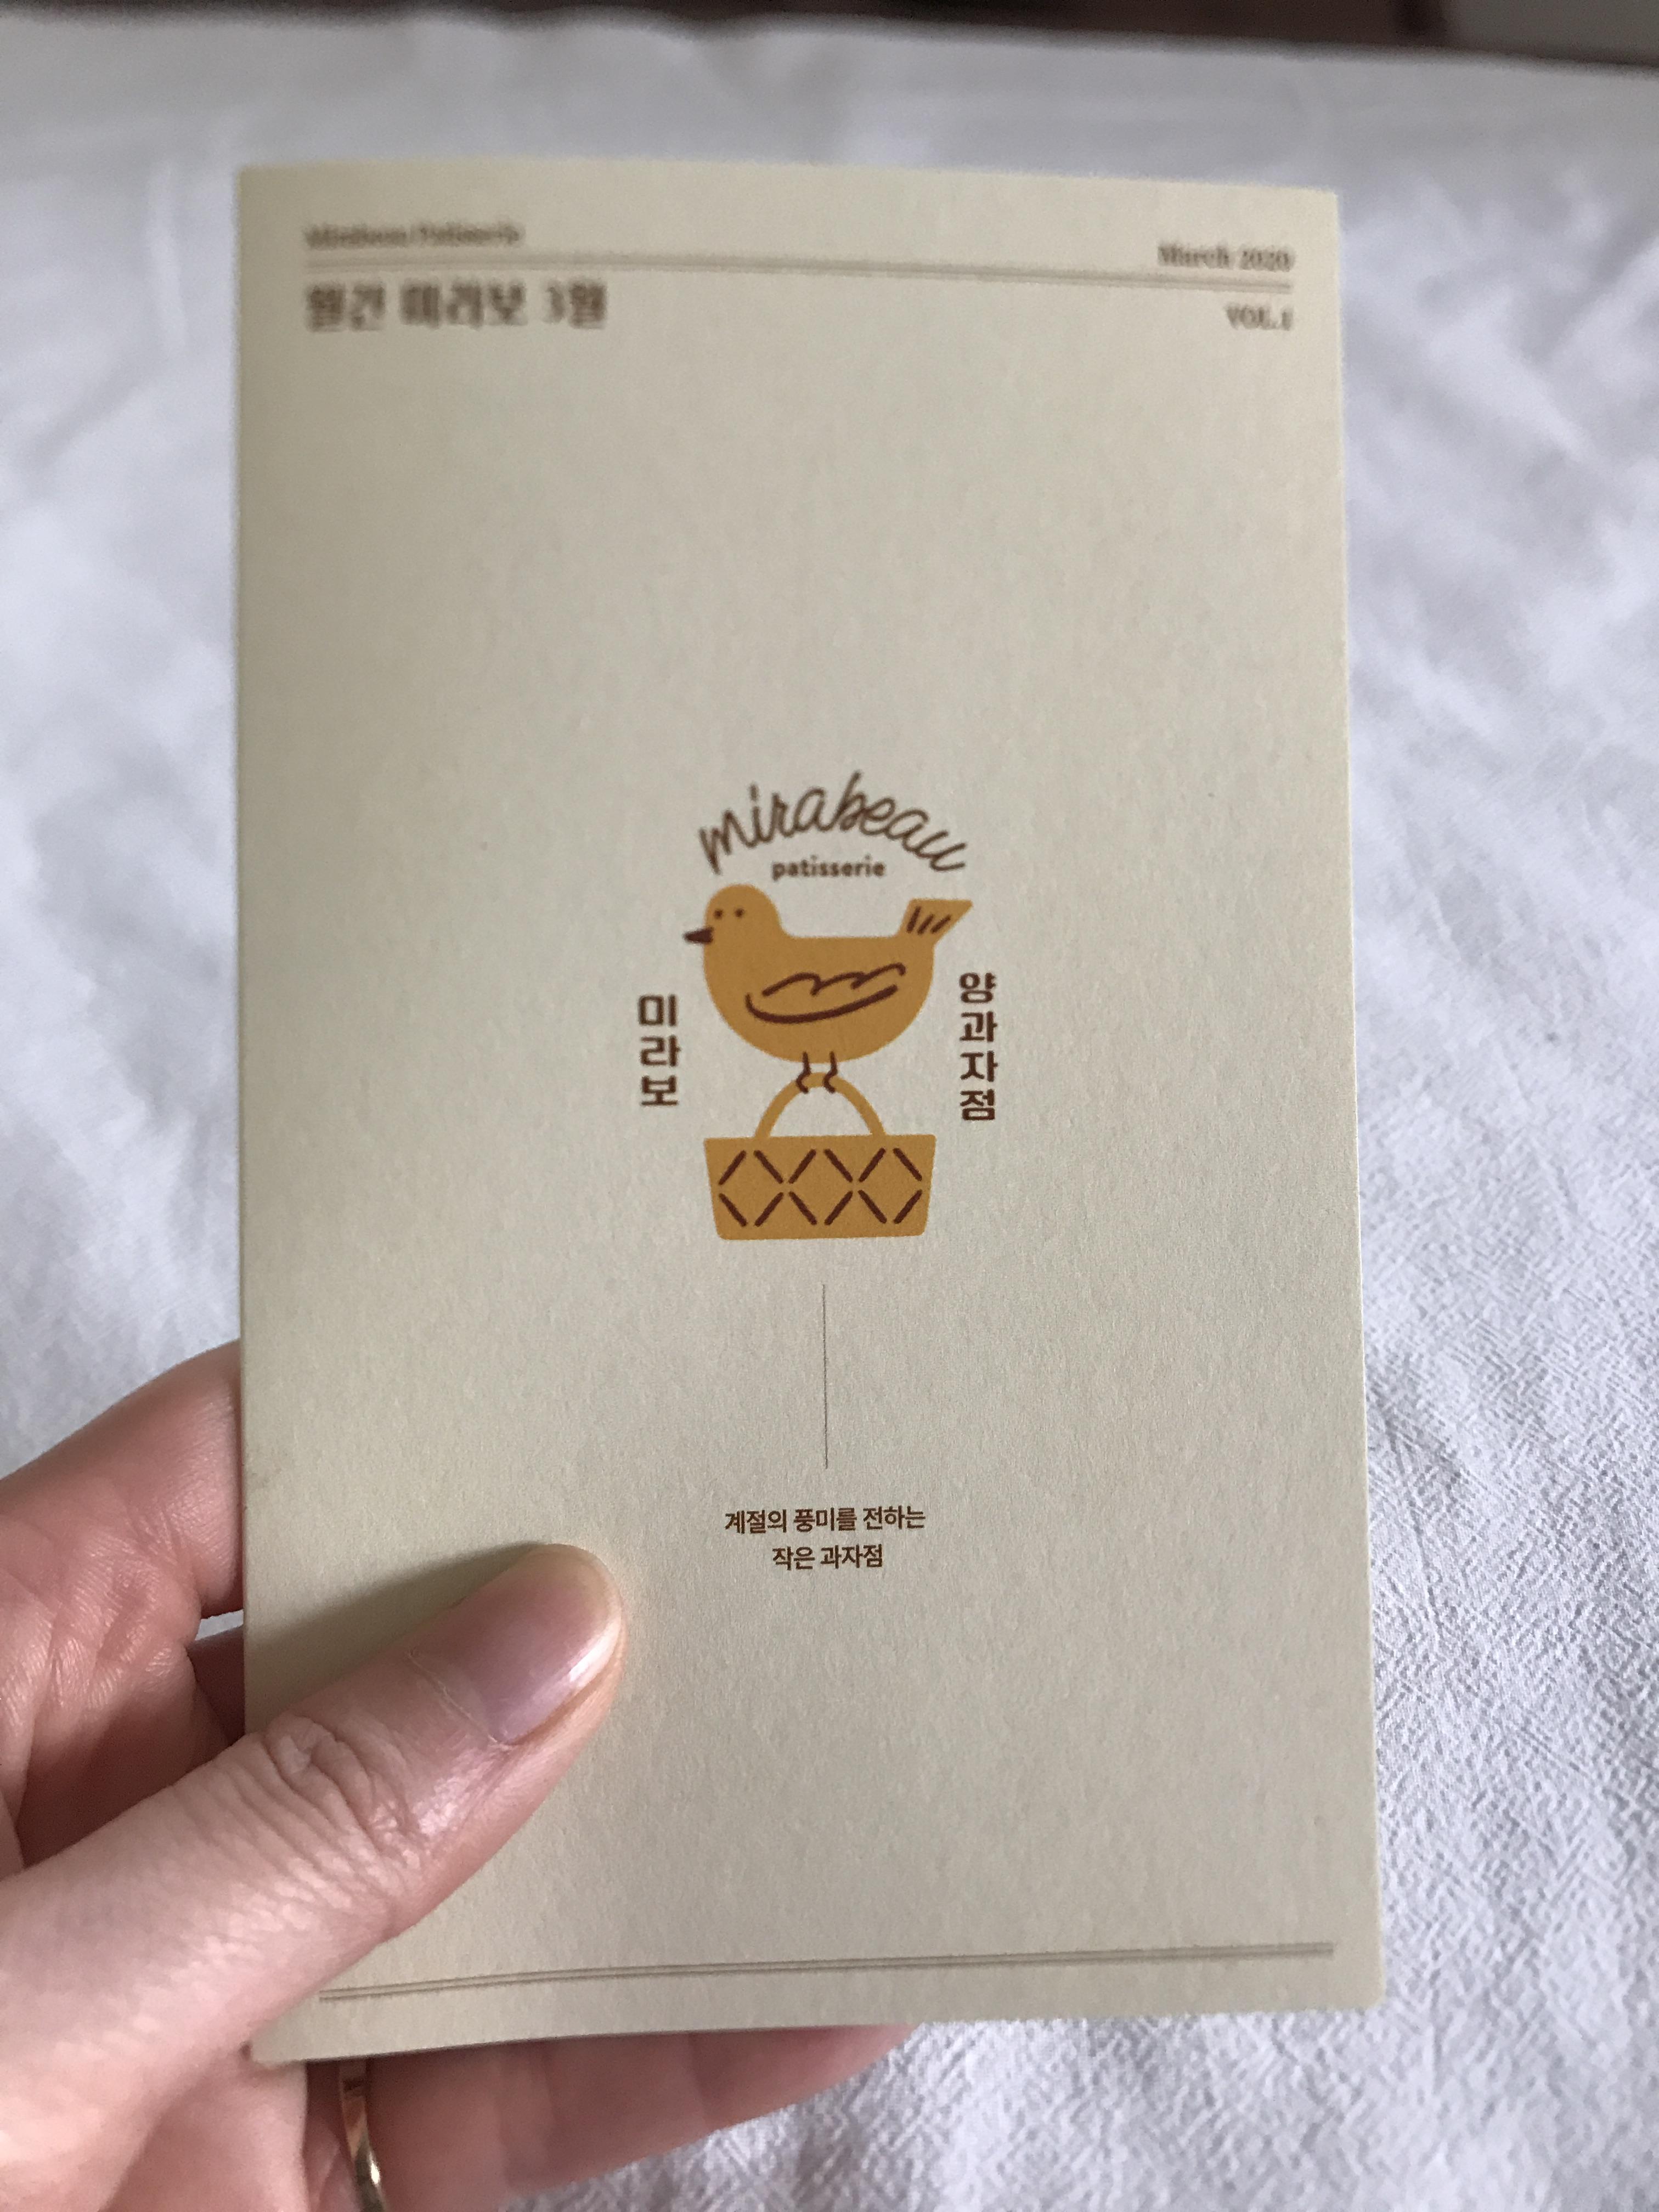 Mirabeau Patisserie
March 2020
월간 미라보 3월
VOL.1
mirabeau
patisserie
미라보
양과자점
계절의 풍미를 전하는
작은 과자점